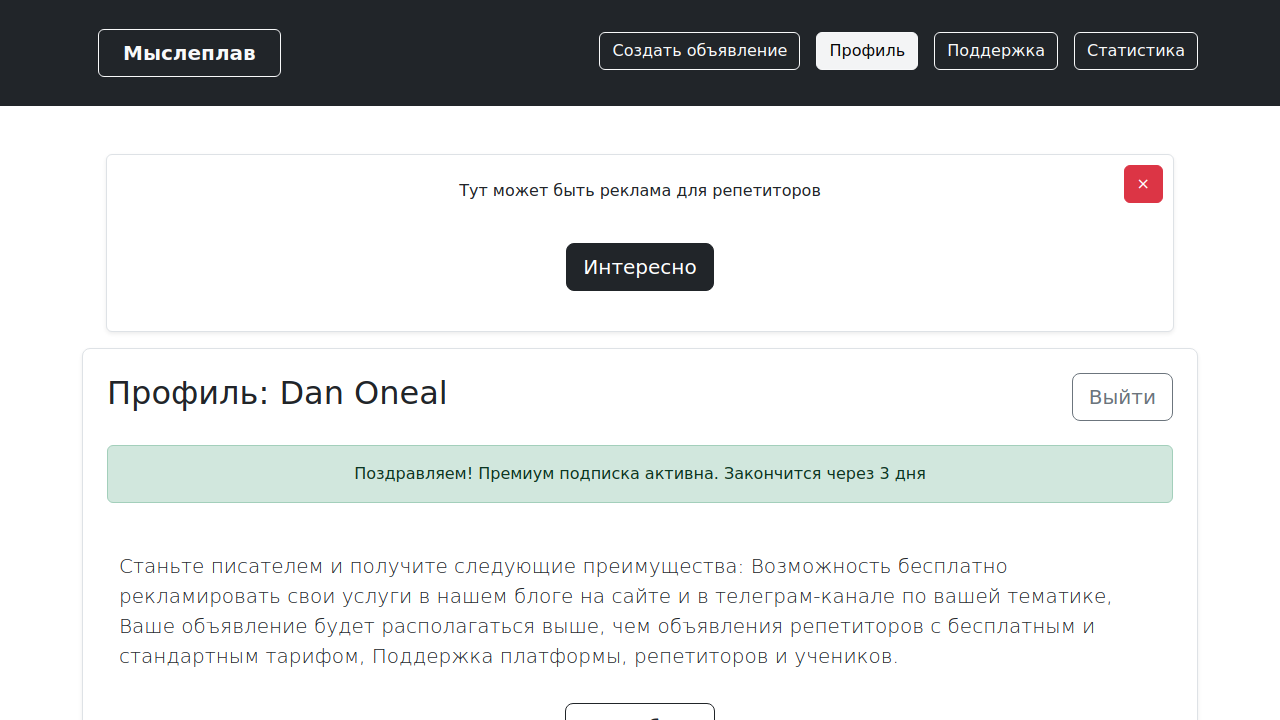 Мыслеплав
Создать объявление
Профиль
Поддержка
Статистика
Тут может быть реклама для репетиторов
×
Интересно
Профиль: Dan Oneal
Выйти
Поздравляем! Премиум подписка активна. Закончится через 3 дня
Станьте писателем и получите следующие преимущества: Возможность бесплатно
рекламировать свои услуги в нашем блоге на сайте и в телеграм-канале по вашей тематике,
Ваше объявление будет располагаться выше, чем объявления репетиторов с бесплатным и
стандартным тарифом, Поддержка платформы, репетиторов и учеников.